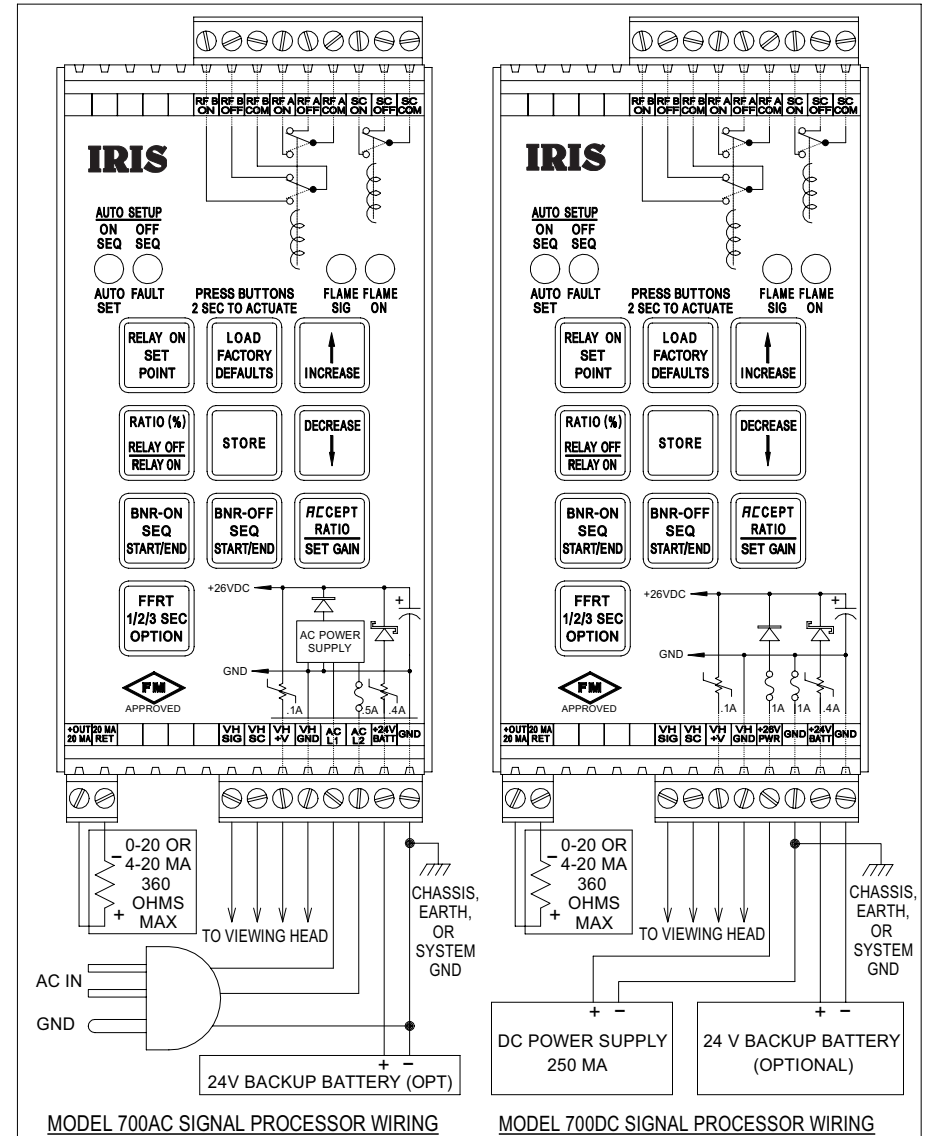 RF B ON RF B OFF RF B COM RF A ON RF A OFF RF A COM SC ON SC OFF SC COM
IRIS
AUTO SETUP
ON SEQ OFF SEQ
AUTO SET FAULT
PRESS BUTTONS
2 SEC TO ACTUATE
FLAME SIG FLAME ON
RELAY ON
SET
POINT
LOAD
FACTORY
DEFAULTS
INCREASE
RATIO (%)
RELAY OFF
RELAY ON
STORE
DECREASE
BNR-ON
SEQ
START/END
BNR-OFF
SEQ
START/END
ACCEPT
RATIO
SET GAIN
FFRT
1/2/3 SEC
OPTION
+26VDC
+
AC POWER
SUPPLY
GND
.1A .5A .4A
FM
APPROVED
+OUT 20 MA 20 MA RET VH SIG VH SC VH +V VH GND AC L1 AC L2 +24V BATT GND
0-20 OR
4-20 MA
360
OHMS
MAX
−
+
TO VIEWING HEAD
CHASSIS,
EARTH,
OR
SYSTEM
GND
AC IN
GND
+ −
24V BACKUP BATTERY (OPT)
MODEL 700AC SIGNAL PROCESSOR WIRING
RF B ON RF B OFF RF B COM RF A ON RF A OFF RF A COM SC ON SC OFF SC COM
IRIS
AUTO SETUP
ON SEQ OFF SEQ
AUTO SET FAULT
PRESS BUTTONS
2 SEC TO ACTUATE
FLAME SIG FLAME ON
RELAY ON
SET
POINT
LOAD
FACTORY
DEFAULTS
INCREASE
RATIO (%)
RELAY OFF
RELAY ON
STORE
DECREASE
BNR-ON
SEQ
START/END
BNR-OFF
SEQ
START/END
ACCEPT
RATIO
SET GAIN
FFRT
1/2/3 SEC
OPTION
+26VDC
+
GND
.1A 1A 1A .4A
FM
APPROVED
+OUT 20 MA 20 MA RET VH SIG VH SC VH +V VH GND +26V PWR GND +24V BATT GND
0-20 OR
4-20 MA
360
OHMS
MAX
−
+
TO VIEWING HEAD
CHASSIS,
EARTH,
OR
SYSTEM
GND
+ −
DC POWER SUPPLY
250 MA
+ −
24 V BACKUP BATTERY
(OPTIONAL)
MODEL 700DC SIGNAL PROCESSOR WIRING